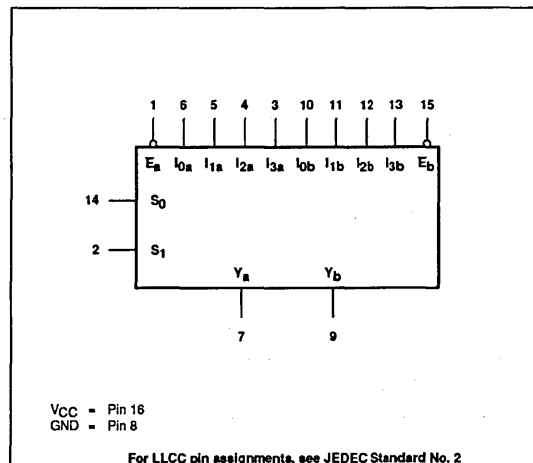 1 6 5 4 3 10 11 12 13 15
Ea I0a I1a I2a I3a I0b I1b I2b I3b Eb
14 S0
2 S1
Ya Yb
7 9
VCC = Pin 16
GND = Pin 8
For LLCC pin assignments, see JEDEC Standard No. 2